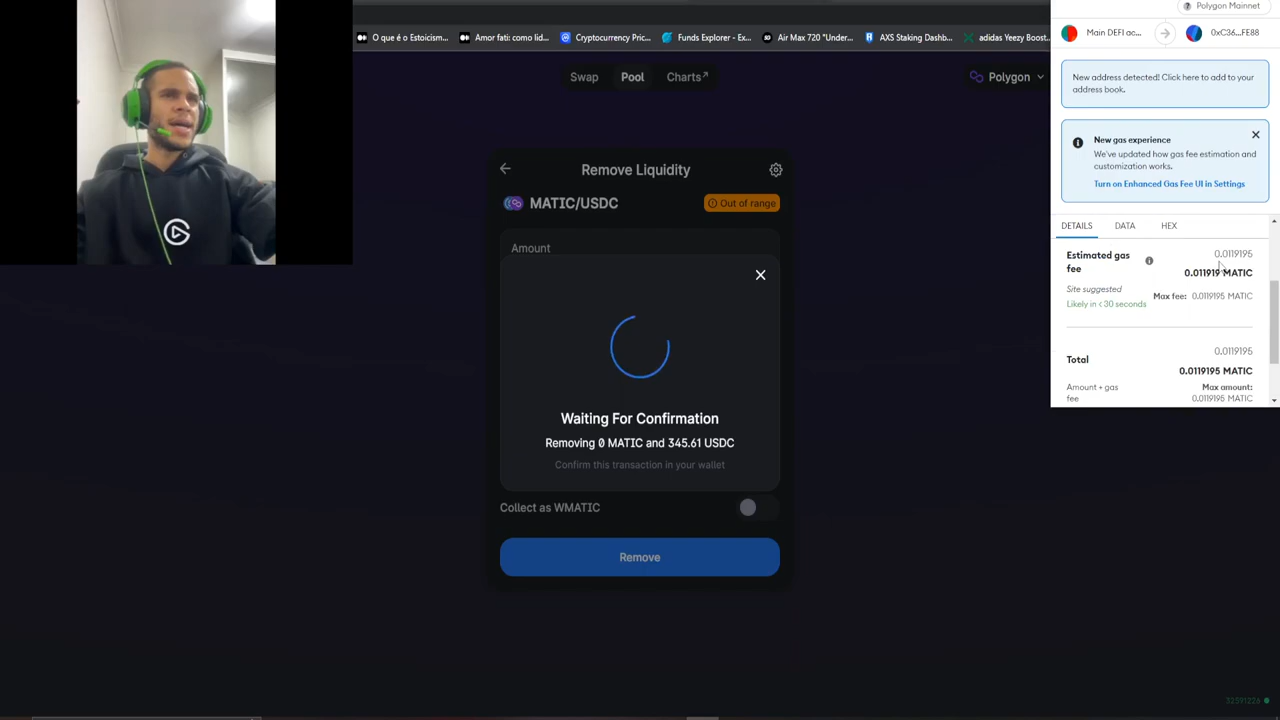 O que é o Estoicismo...
Amor fati: como lid...
Cryptocurrency Pric...
Funds Explorer - Ex...
Air Max 720 "Under...
AXS Staking Dashb...
adidas Yeezy Boost...
Swap
Pool
Charts↗
Polygon
Remove Liquidity
MATIC/USDC
Out of range
Amount
Waiting For Confirmation
Removing 0 MATIC and 345.61 USDC
Confirm this transaction in your wallet
Collect as WMATIC
Remove
? Polygon Mainnet
Main DEFI ac...
0xC36...FE88
New address detected! Click here to add to your
address book.
New gas experience
We've updated how gas fee estimation and
customization works.
Turn on Enhanced Gas Fee UI in Settings
DETAILS
DATA
HEX
Estimated gas
fee
0.0119195
0.011919 MATIC
Site suggested
Likely in < 30 seconds
Max fee: 0.0119195 MATIC
0.0119195
Total
0.0119195 MATIC
Amount + gas
fee
Max amount:
0.0119195 MATIC
32591226